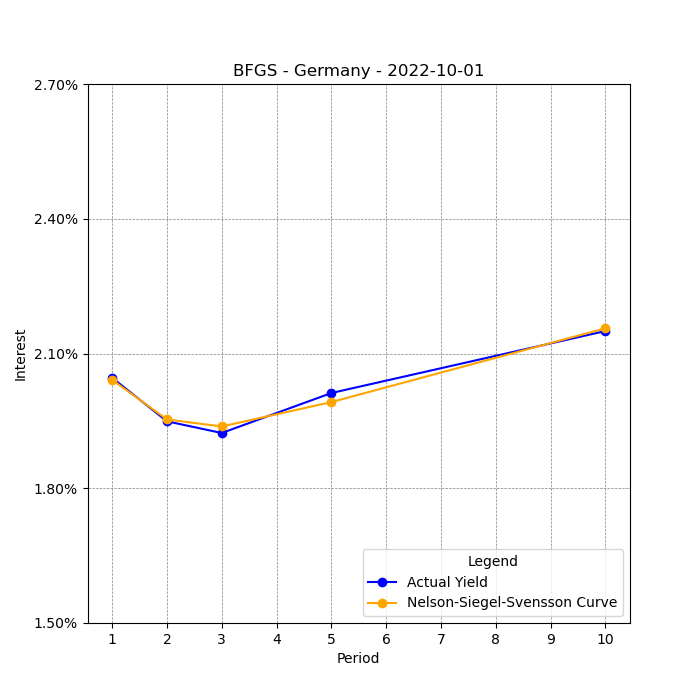 BFGS - Germany - 2022-10-01
2.70%
2.40%
2.10%
1.80%
1.50%
Interest
1 2 3 4 5 6 7 8 9 10
Period
Legend
Actual Yield
Nelson-Siegel-Svensson Curve